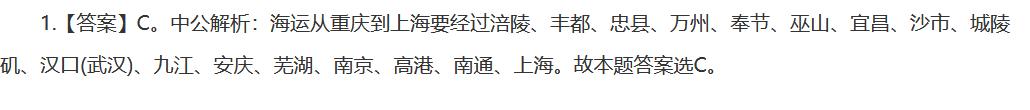 1.【答案】C。中公解析：海运从重庆到上海要经过涪陵、丰都、忠县、万州、奉节、巫山、宜昌、沙市、城陵
矶、汉口(武汉)、九江、安庆、芜湖、南京、高港、南通、上海。故本题答案选C。